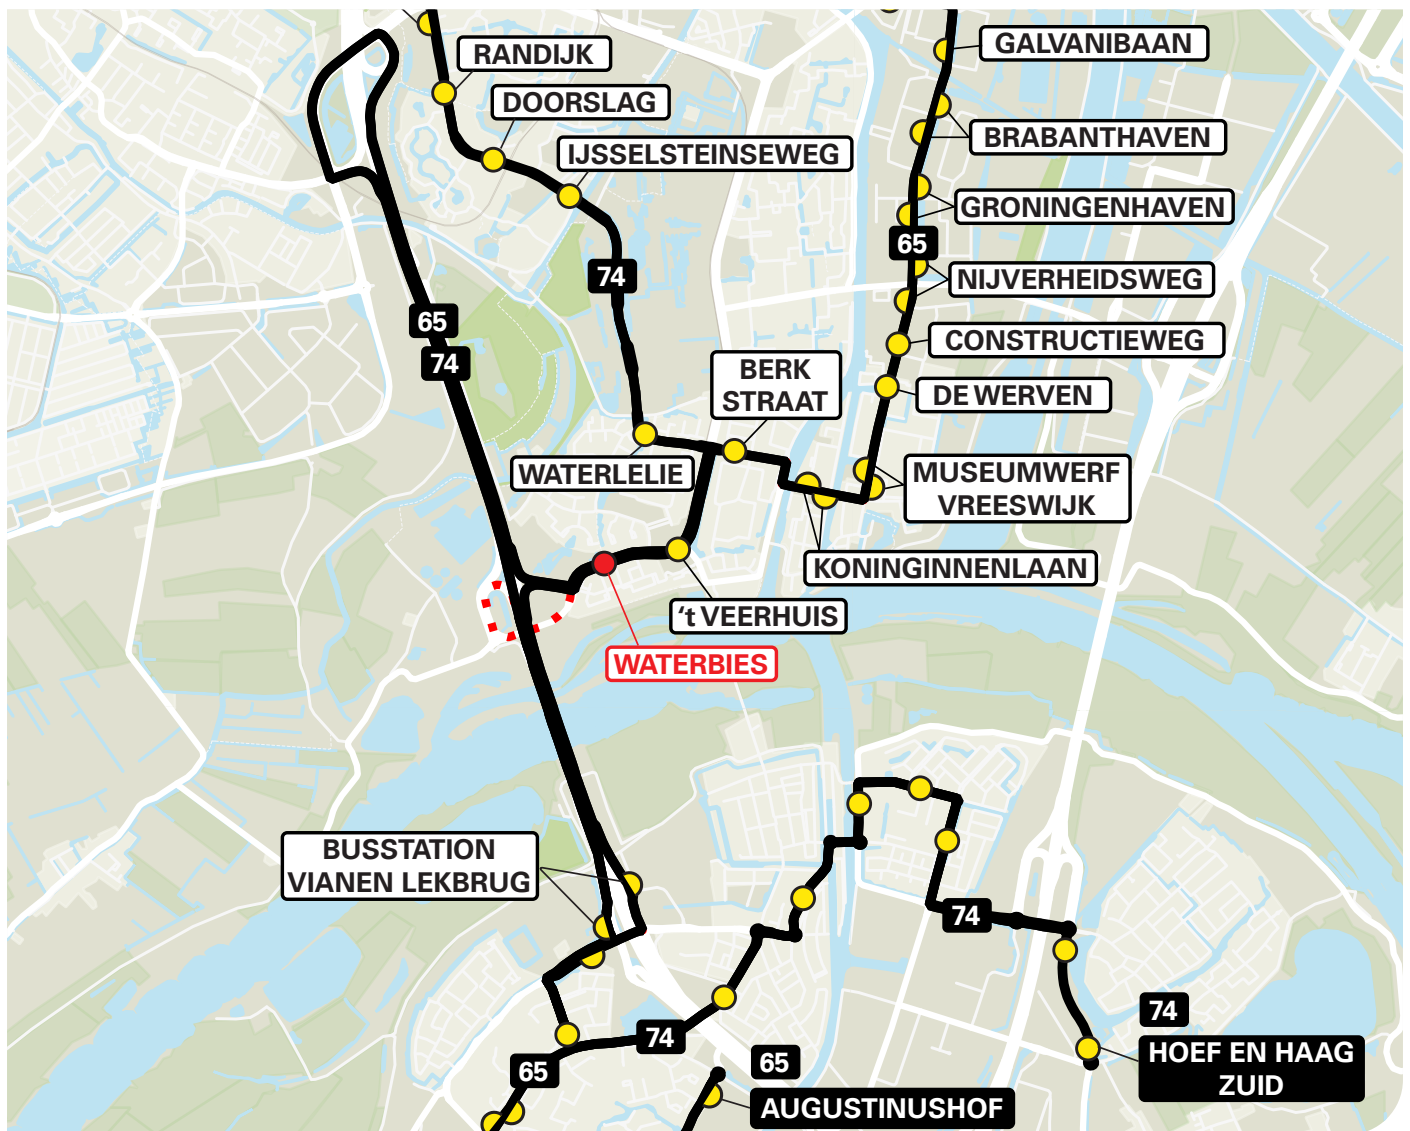 RANDIJK
DOORSLAG
IJSSELSTEINSEWEG
GALVANIBAAN
BRABANTHAVEN
GRONINGENHAVEN
65
NIJVERHEIDSWEG
74
65
74
CONSTRUCTIEWEG
BERK
STRAAT
DE WERVEN
WATERLELIE
MUSEUMWERF
VREESWIJK
KONINGINNENLAAN
't VEERHUIS
WATERBIES
BUSSTATION
VIANEN LEKBRUG
74
74
65
65
AUGUSTINUSHOF
74
HOEF EN HAAG
ZUID